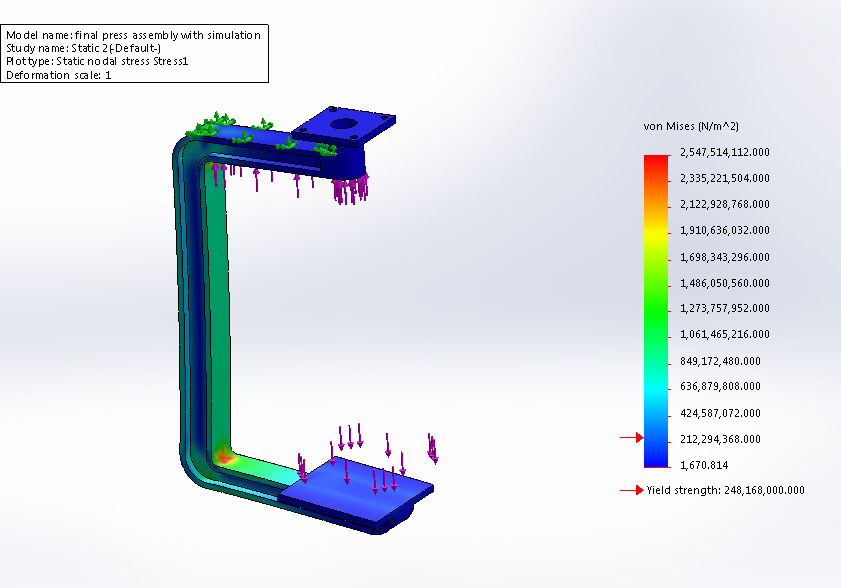 Model name: final press assembly with simulation
Study name: Static 2(-Default-)
Plot type: Static nodal stress Stress1
Deformation scale: 1
von Mises (N/m^2)
2,547,514,112.000
2,335,221,504.000
2,122,928,768.000
1,910,636,032.000
1,698,343,296.000
1,486,050,560.000
1,273,757,952.000
1,061,465,216.000
849,172,480.000
636,879,808.000
424,587,072.000
212,294,368.000
1,670.814
Yield strength: 248,168,000.000